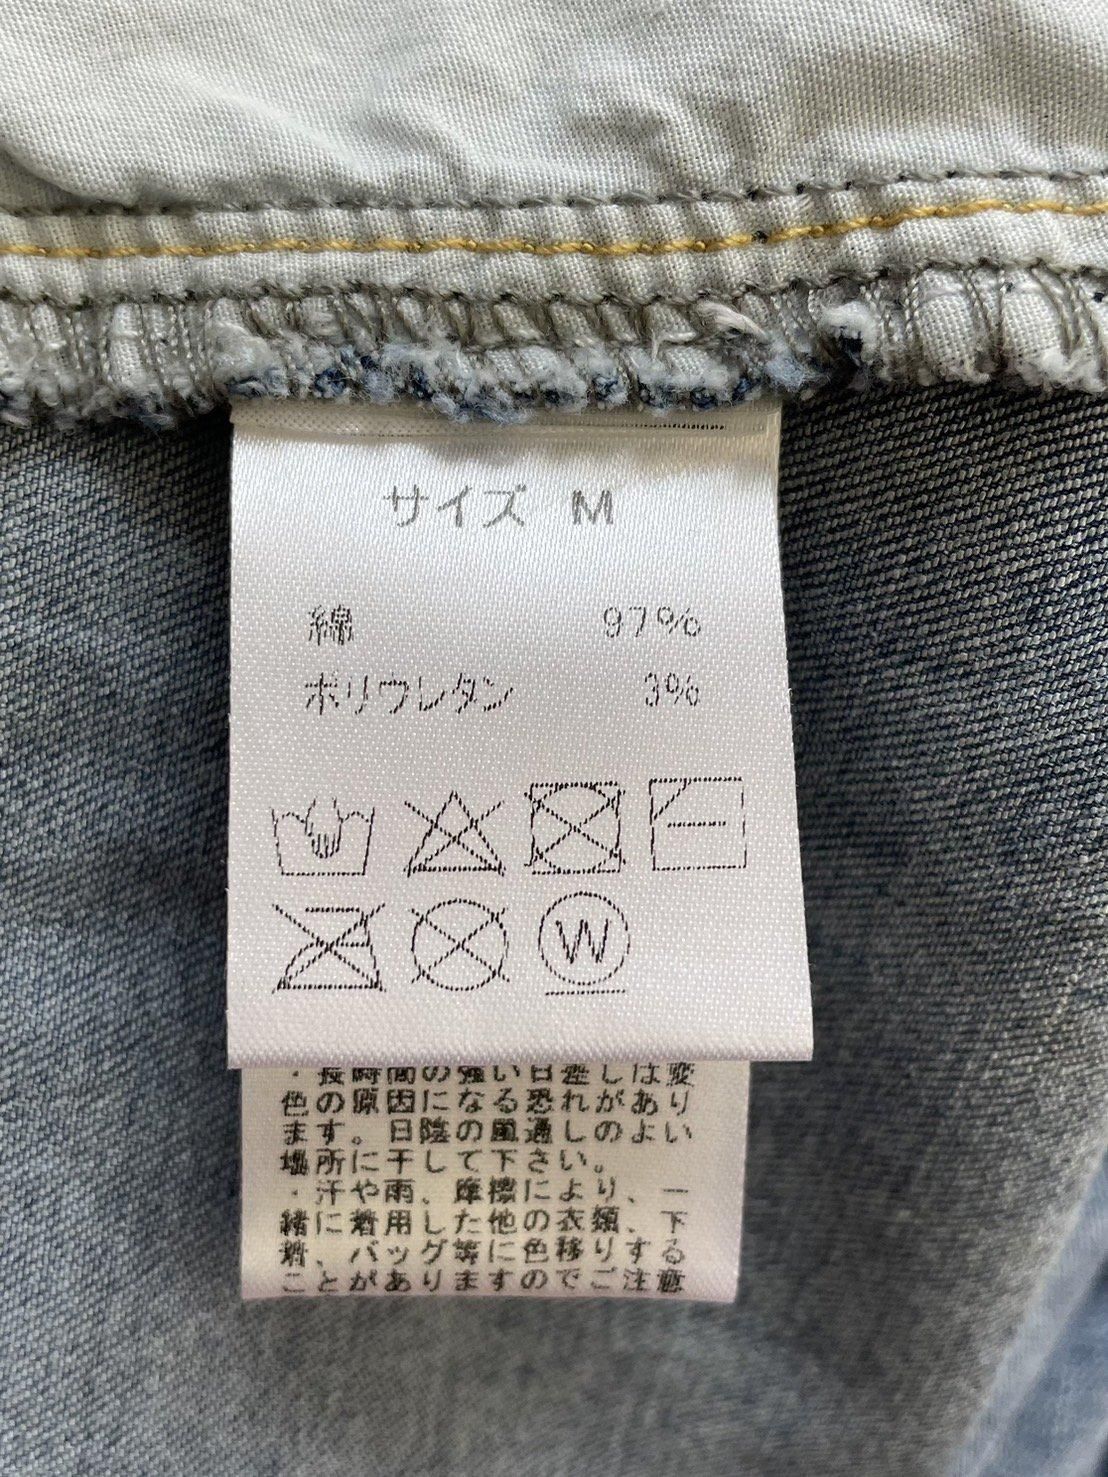 サイズ M
綿 97%
ポリウレタン 3%
W
・長時間の強い日差しは変
色の原因になる恐れがあり
ます。日陰の風通しのよい
場所に干して下さい。
・汗や雨、摩擦により、一
緒に着用した他の衣類、下
着、バッグ等に色移りする
ことがありますのでご注意